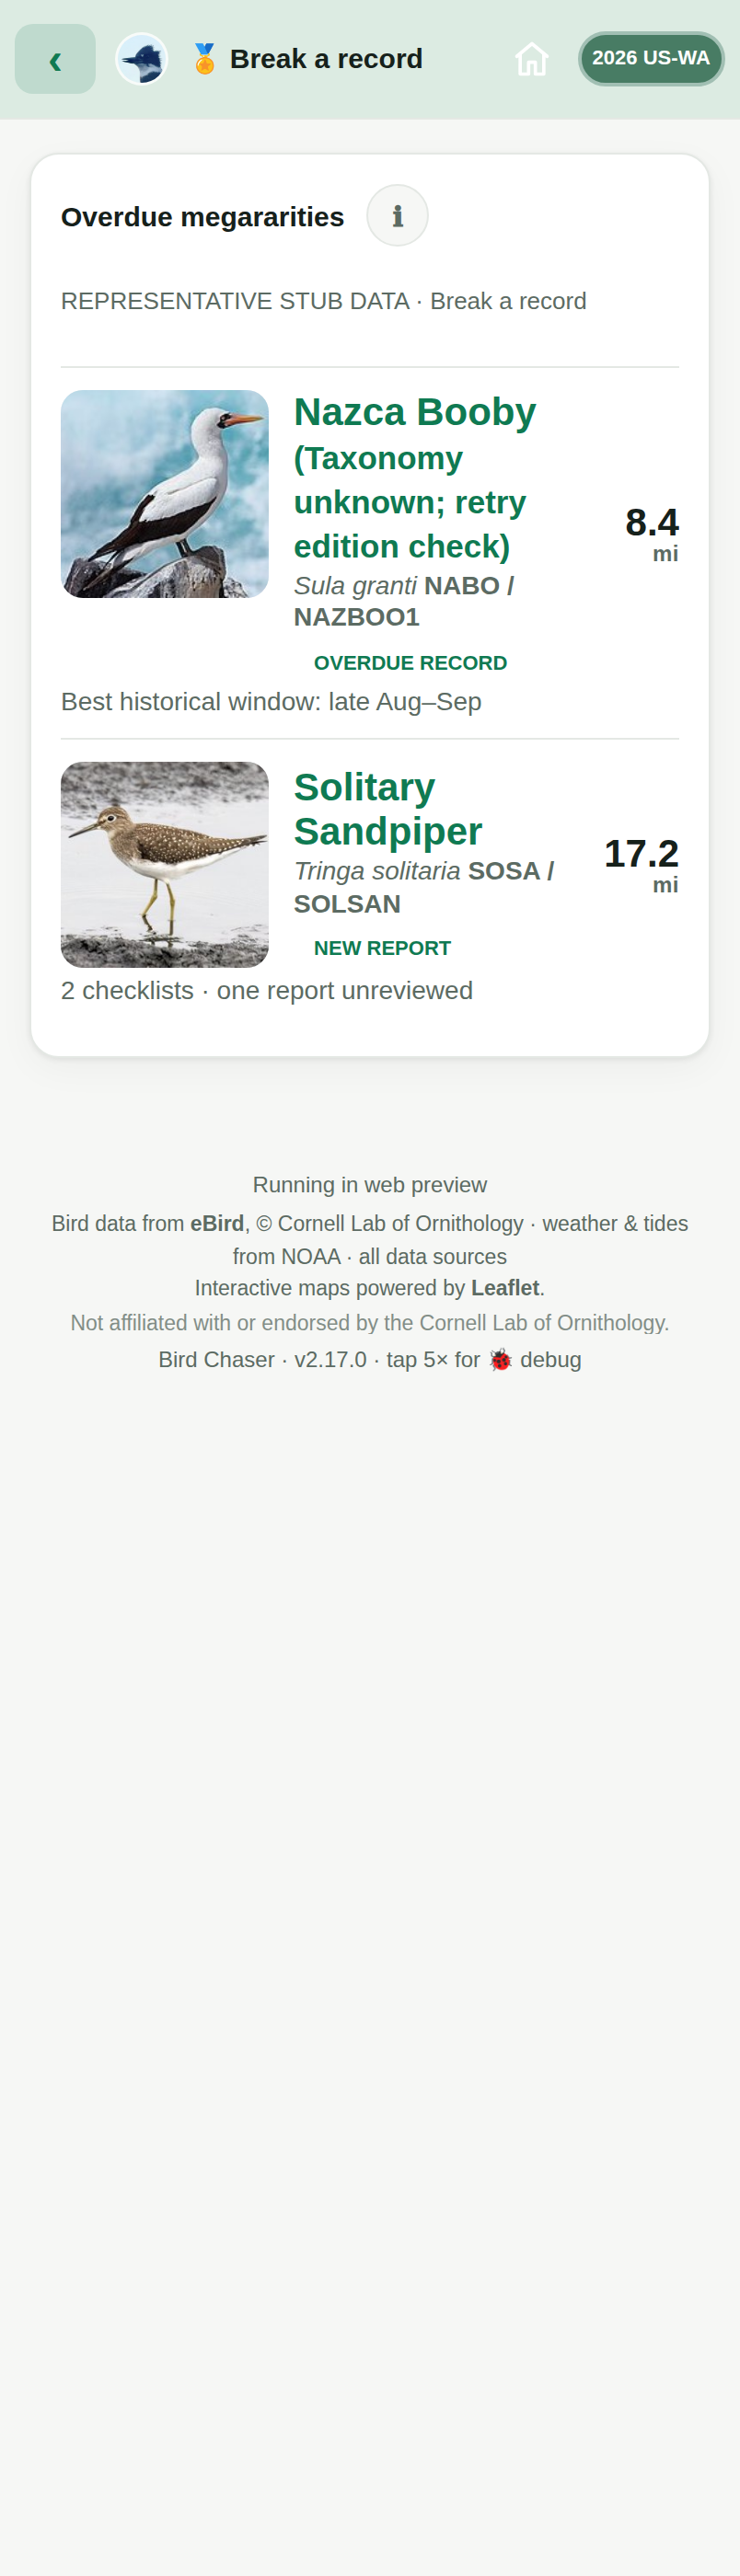 ‹ 🏅 Break a record 2026 US-WA
Overdue megararities ℹ
REPRESENTATIVE STUB DATA · Break a record
Nazca Booby
(Taxonomy
unknown; retry
edition check)
Sula granti NABO /
NAZBOO1
8.4
mi
OVERDUE RECORD
Best historical window: late Aug–Sep
Solitary
Sandpiper
Tringa solitaria SOSA /
SOLSAN
17.2
mi
NEW REPORT
2 checklists · one report unreviewed
Running in web preview
Bird data from eBird, © Cornell Lab of Ornithology · weather & tides
from NOAA · all data sources
Interactive maps powered by Leaflet.
Not affiliated with or endorsed by the Cornell Lab of Ornithology.
Bird Chaser · v2.17.0 · tap 5× for 🐞 debug